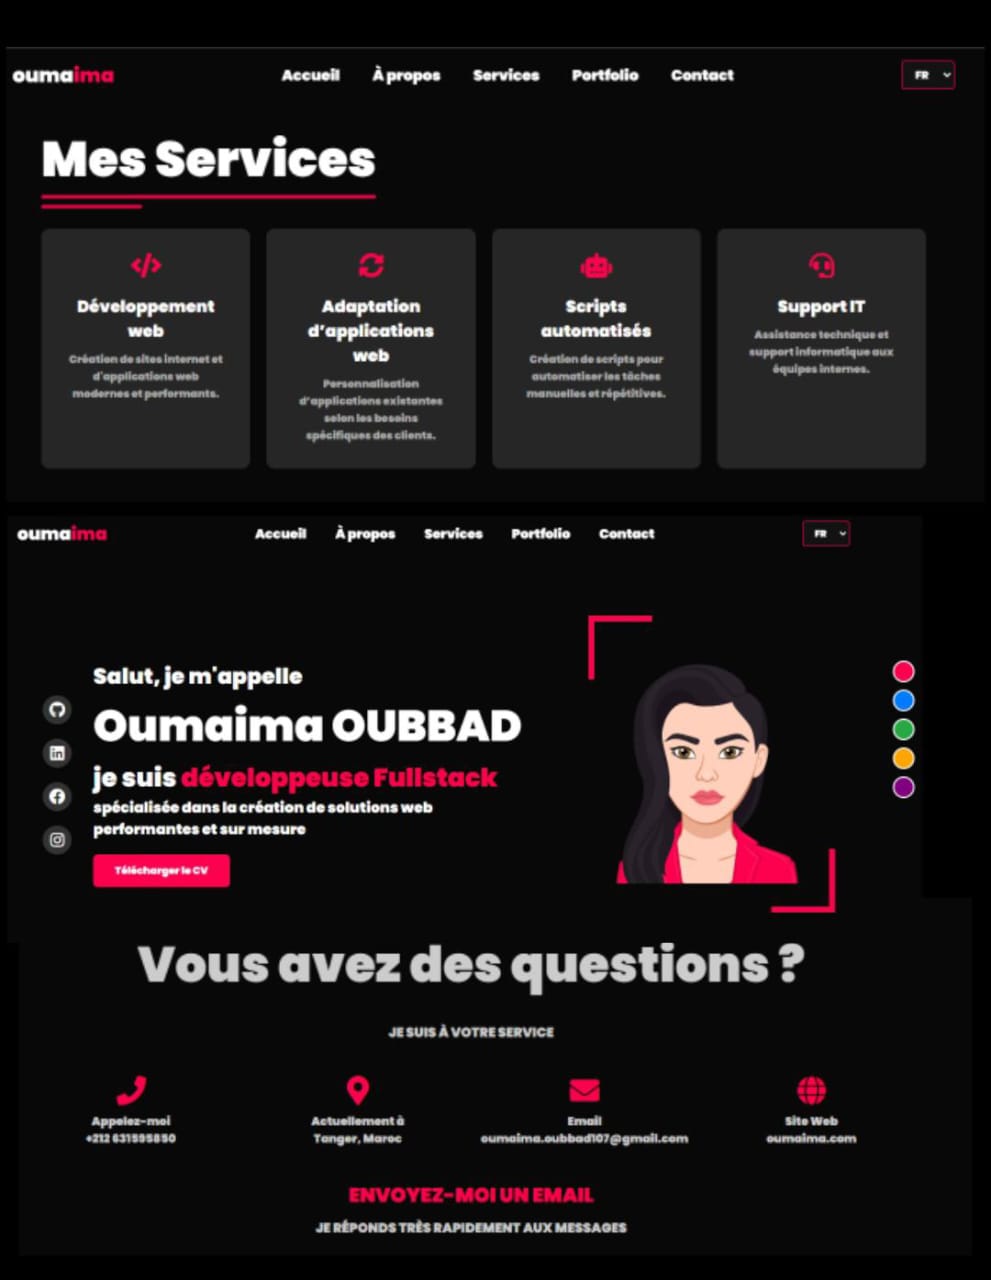 oumaima
Accueil À propos Services Portfolio Contact
FR
Mes Services
Développement
web
Création de sites internet et
d'applications web
modernes et performants.
Adaptation
d'applications
web
Personnalisation
d'applications existantes
selon les besoins
spécifiques des clients.
Scripts
automatisés
Création de scripts pour
automatiser les tâches
manuelles et répétitives.
Support IT
Assistance technique et
support informatique aux
équipes internes.
oumaima
Accueil À propos Services Portfolio Contact
FR
Salut, je m'appelle
Oumaima OUBBAD
je suis développeuse Fullstack
spécialisée dans la création de solutions web
performantes et sur mesure
Télécharger le CV
Vous avez des questions ?
JE SUIS À VOTRE SERVICE
Appelez-moi
+212 631595850
Actuellement à
Tanger, Maroc
Email
oumaima.oubbad107@gmail.com
Site Web
oumaima.com
ENVOYEZ-MOI UN EMAIL
JE RÉPONDS TRÈS RAPIDEMENT AUX MESSAGES